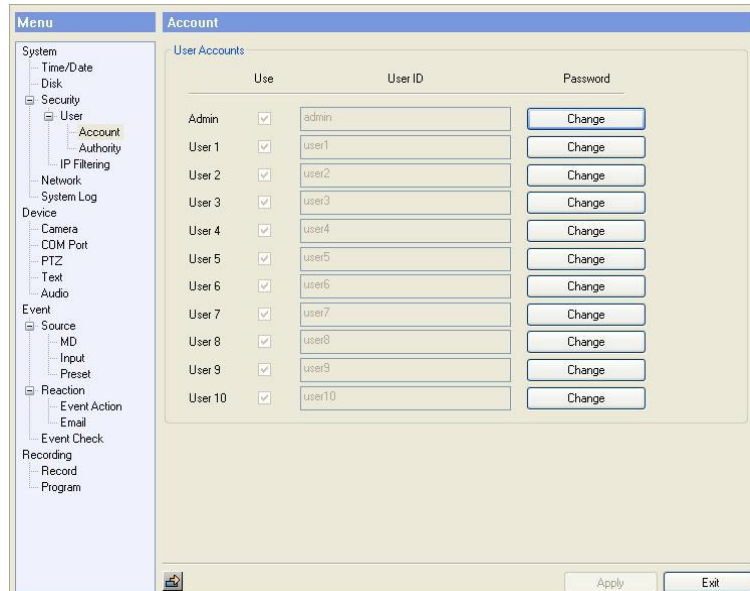 Menu
Account
System
Time/Date
Disk
Security
User
Account
Authority
IP Filtering
Network
System Log
Device
Camera
COM Port
PTZ
Text
Audio
Event
Source
MD
Input
Preset
Reaction
Event Action
Email
Event Check
Recording
Record
Program
User Accounts
Use User ID Password
Admin admin Change
User 1 user1 Change
User 2 user2 Change
User 3 user3 Change
User 4 user4 Change
User 5 user5 Change
User 6 user6 Change
User 7 user7 Change
User 8 user8 Change
User 9 user9 Change
User 10 user10 Change
Apply Exit